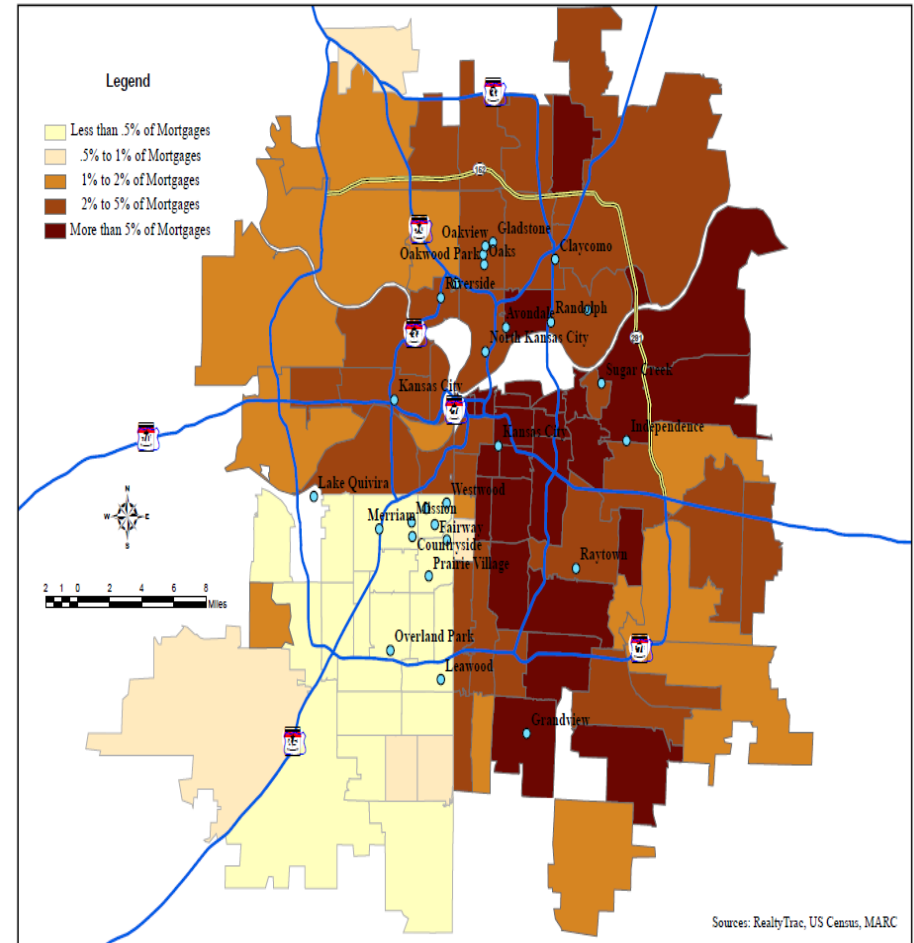 Legend
Less than .5% of Mortgages
.5% to 1% of Mortgages
1% to 2% of Mortgages
2% to 5% of Mortgages
More than 5% of Mortgages
Oakview
Gladstone
Oakwood Park
Oaks
Claycomo
Riverside
Avondale
Randolph
North Kansas City
Sugar Creek
Kansas City
Kansas City
Independence
Lake Quivira
Westwood
Mission
Merriam
Fairway
Countryside
Raytown
Prairie Village
N
W
E
S
2 1 0 2 4 6 8
Miles
Overland Park
Leawood
Grandview
291
Sources: RealtyTrac, US Census, MARC